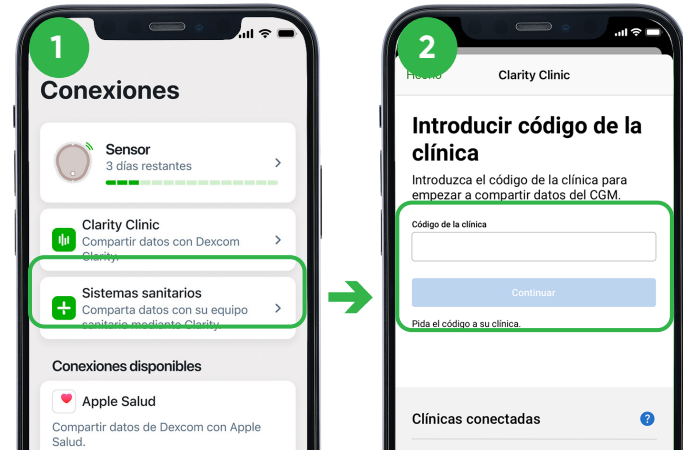 1
Conexiones
Sensor
3 días restantes
Clarity Clinic
Compartir datos con Dexcom
Clarity.
Sistemas sanitarios
Comparta datos con su equipo
sanitario mediante Clarity.
Conexiones disponibles
Apple Salud
Compartir datos de Dexcom con Apple
Salud.
2
Hecho
Clarity Clinic
Introducir código de la
clínica
Introduzca el código de la clínica para
empezar a compartir datos del CGM.
Código de la clínica
Continuar
Pida el código a su clínica.
Clínicas conectadas
?